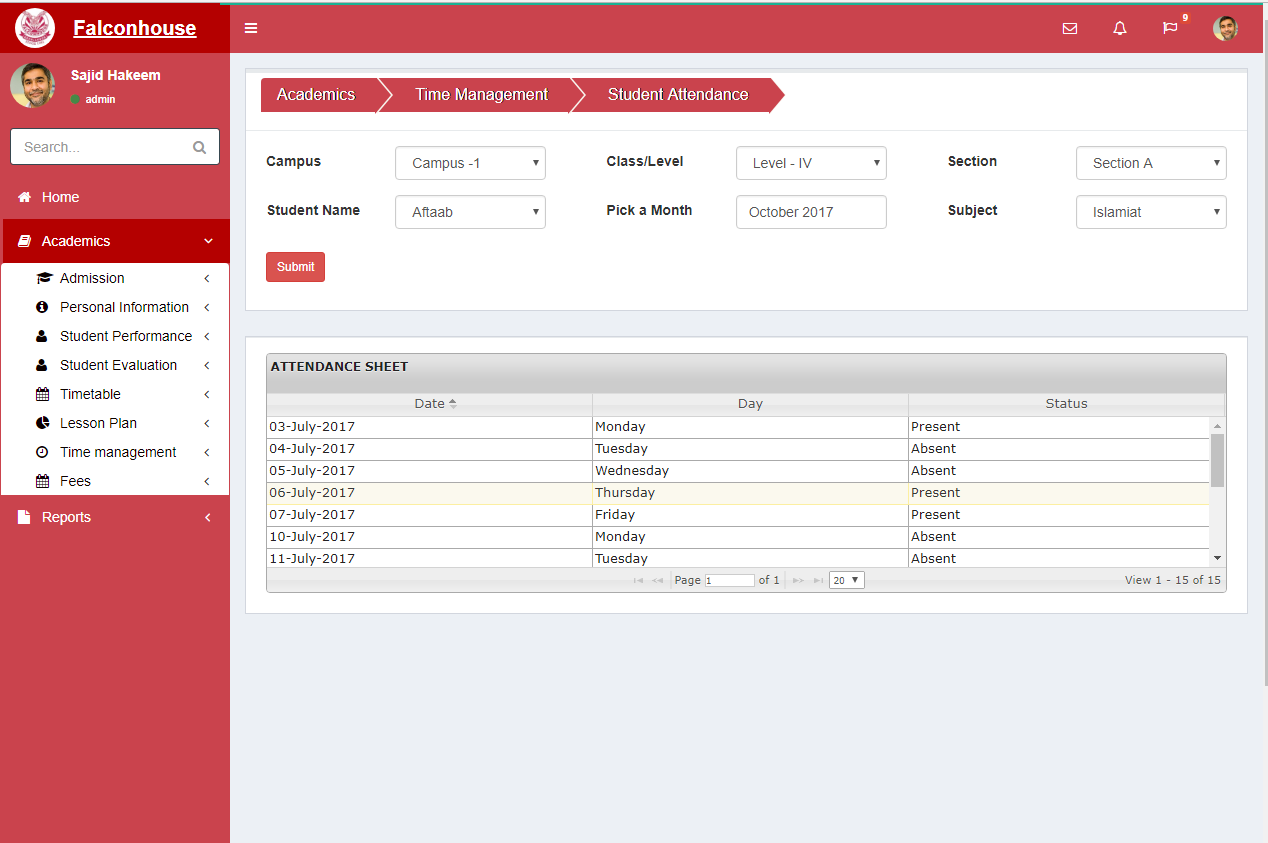 Falconhouse
9
Sajid Hakeem
admin
Search...
Home
Academics
Admission
Personal Information
Student Performance
Student Evaluation
Timetable
Lesson Plan
Time management
Fees
Reports
Academics Time Management Student Attendance
Campus Campus -1 Class/Level Level - IV Section Section A
Student Name Aftaab Pick a Month October 2017 Subject Islamiat
Submit
ATTENDANCE SHEET
Date Day Status
03-July-2017 Monday Present
04-July-2017 Tuesday Absent
05-July-2017 Wednesday Absent
06-July-2017 Thursday Present
07-July-2017 Friday Present
10-July-2017 Monday Absent
11-July-2017 Tuesday Absent
Page 1 of 1 20 View 1 - 15 of 15